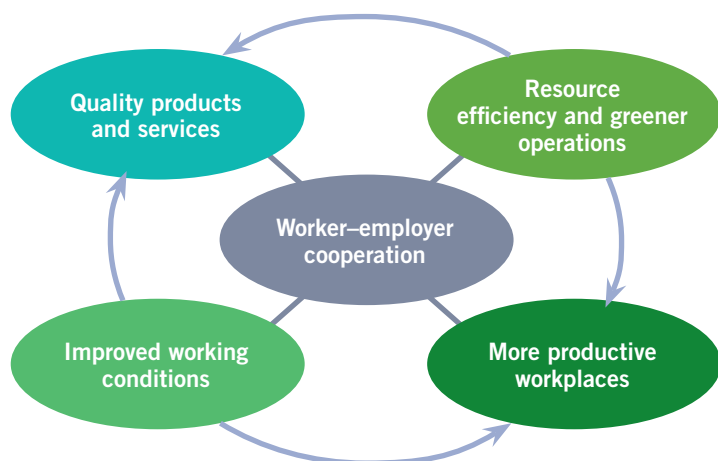 Quality products
and services
Resource
efficiency and greener
operations
Worker–employer
cooperation
Improved working
conditions
More productive
workplaces